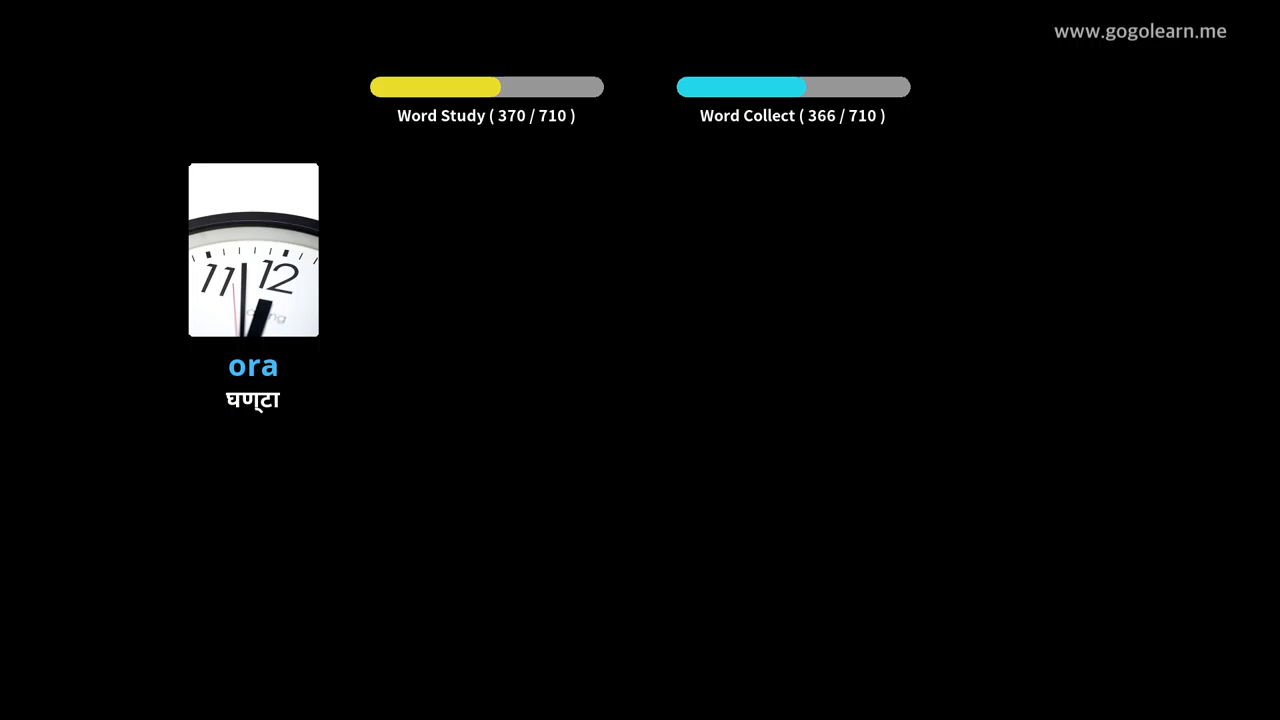 www.gogolearn.me
Word Study ( 370 / 710 )
Word Collect ( 366 / 710 )
11 12
ora
घण्टा